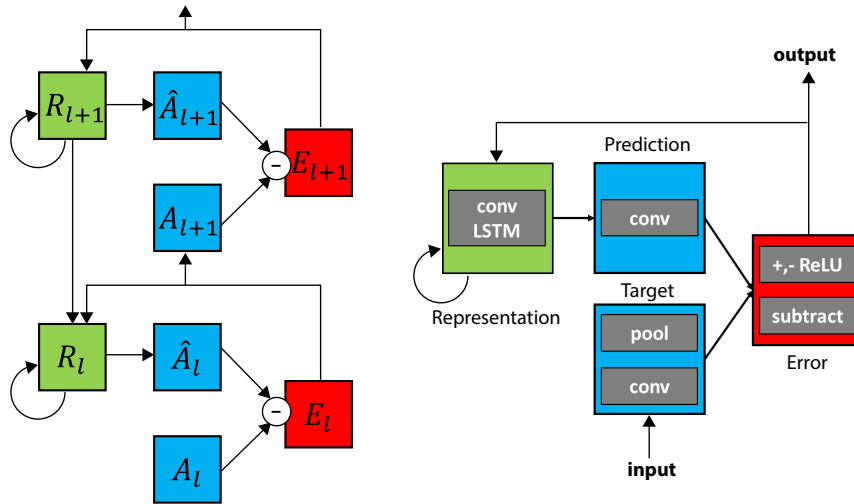 R_{l+1}
Â_{l+1}
−
E_{l+1}
A_{l+1}
R_l
Â_l
−
E_l
A_l
output
Prediction
conv
LSTM
conv
+,- ReLU
subtract
Error
Representation
Target
pool
conv
input